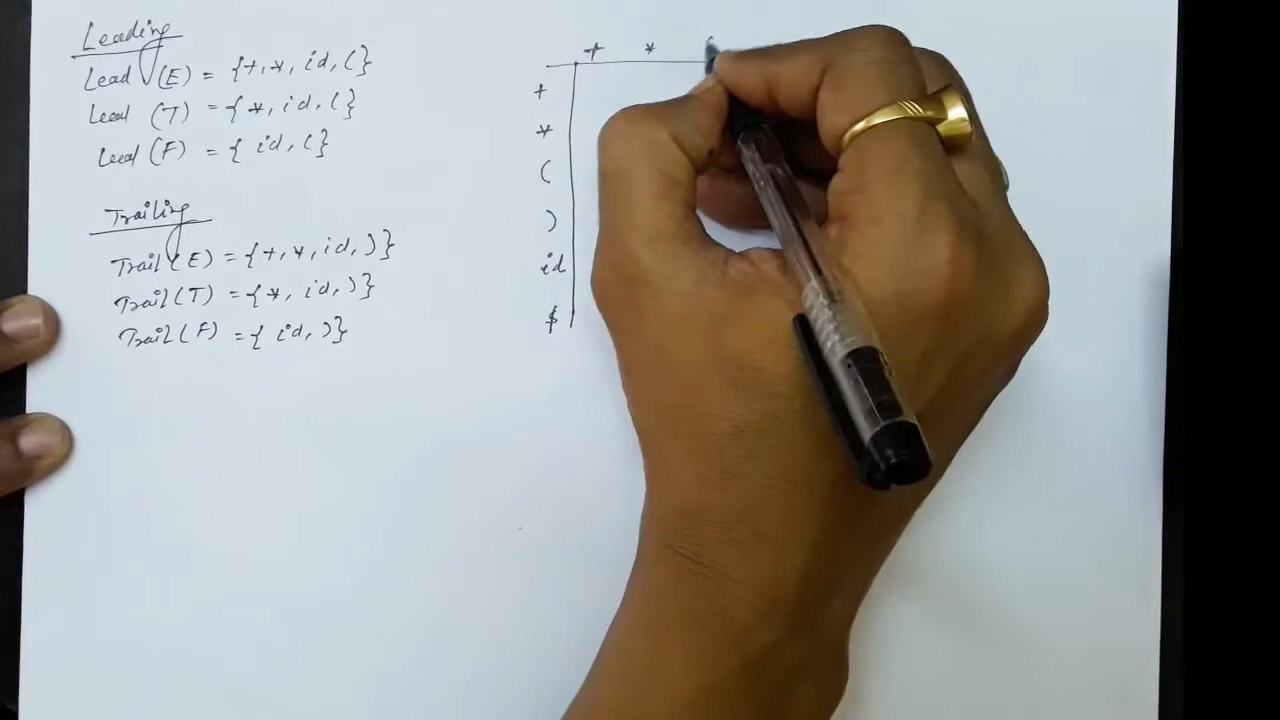 Leading
Lead (E) = {+, *, id, (}
Lead (T) = { *, id, (}
Lead (F) = { id, (}
Trailing
Trail (E) = {+, *, id, )}
Trail (T) = {*, id, )}
Trail (F) = { id, )}
+ *
+
*
(
)
id
$